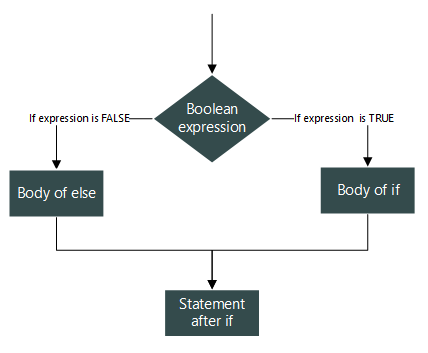 Boolean
expression
If expression is FALSE
If expression is TRUE
Body of else
Body of if
Statement
after if